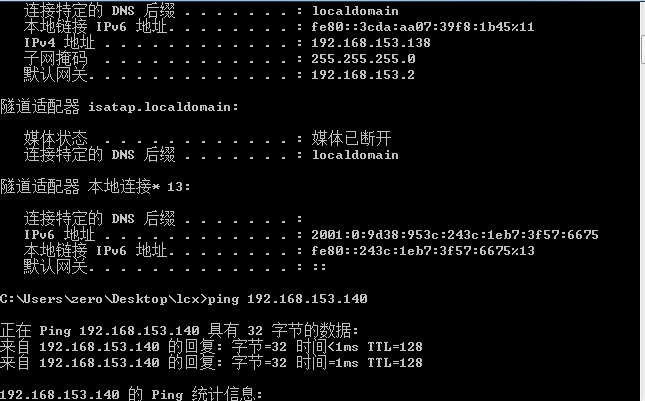 连接特定的 DNS 后缀 . . . . . . . : localdomain
本地链接 IPv6 地址. . . . . . . . : fe80::3cda:aa07:39f8:1b45%11
IPv4 地址 . . . . . . . . . . . . : 192.168.153.138
子网掩码 . . . . . . . . . . . . : 255.255.255.0
默认网关. . . . . . . . . . . . . : 192.168.153.2
隧道适配器 isatap.localdomain:
媒体状态 . . . . . . . . . . . . : 媒体已断开
连接特定的 DNS 后缀 . . . . . . . : localdomain
隧道适配器 本地连接* 13:
连接特定的 DNS 后缀 . . . . . . . :
IPv6 地址 . . . . . . . . . . . . : 2001:0:9d38:953c:243c:1eb7:3f57:6675
本地链接 IPv6 地址. . . . . . . . : fe80::243c:1eb7:3f57:6675%13
默认网关. . . . . . . . . . . . . : ::
C:\Users\zero\Desktop\lcx>ping 192.168.153.140
正在 Ping 192.168.153.140 具有 32 字节的数据:
来自 192.168.153.140 的回复: 字节=32 时间<1ms TTL=128
来自 192.168.153.140 的回复: 字节=32 时间=1ms TTL=128
192.168.153.140 的 Ping 统计信息: